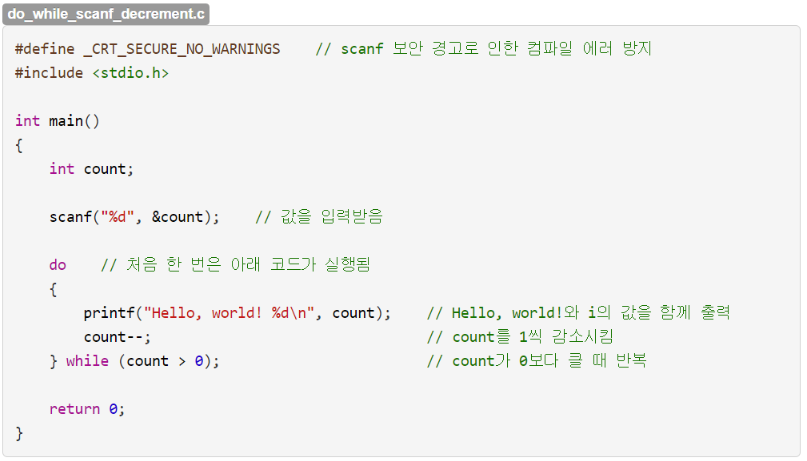 do_while_scanf_decrement.c
#define _CRT_SECURE_NO_WARNINGS    // scanf 보안 경고로 인한 컴파일 에러 방지
#include <stdio.h>

int main()
{
    int count;

    scanf("%d", &count);    // 값을 입력받음

    do    // 처음 한 번은 아래 코드가 실행됨
    {
        printf("Hello, world! %d\n", count);    // Hello, world!와 i의 값을 함께 출력
        count--;                                // count를 1씩 감소시킴
    } while (count > 0);                        // count가 0보다 클 때 반복

    return 0;
}